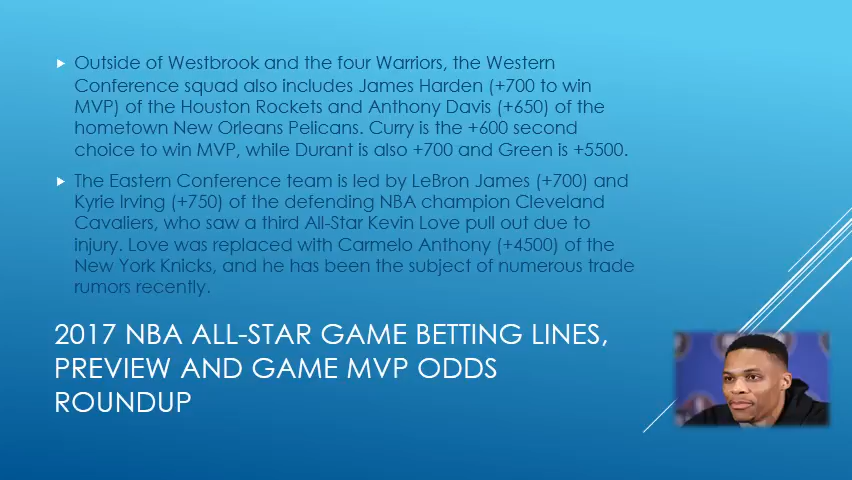 Outside of Westbrook and the four Warriors, the Western
Conference squad also includes James Harden (+700 to win
MVP) of the Houston Rockets and Anthony Davis (+650) of the
hometown New Orleans Pelicans. Curry is the +600 second
choice to win MVP, while Durant is also +700 and Green is +5500.
The Eastern Conference team is led by LeBron James (+700) and
Kyrie Irving (+750) of the defending NBA champion Cleveland
Cavaliers, who saw a third All-Star Kevin Love pull out due to
injury. Love was replaced with Carmelo Anthony (+4500) of the
New York Knicks, and he has been the subject of numerous trade
rumors recently.
2017 NBA ALL-STAR GAME BETTING LINES,
PREVIEW AND GAME MVP ODDS
ROUNDUP